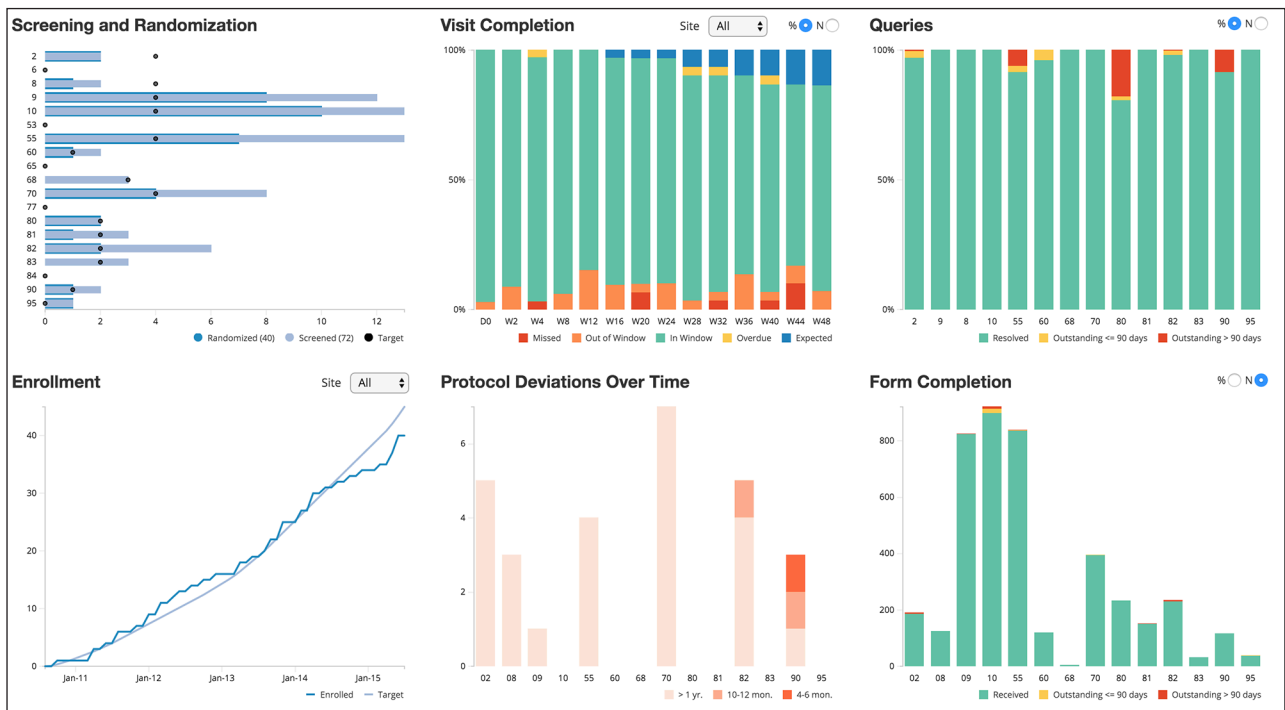 Screening and Randomization
2
6
8
9
10
53
55
60
65
68
70
77
80
81
82
83
84
90
95
0 2 4 6 8 10 12
Randomized (40) Screened (72) Target
Visit Completion
Site All % N
100%
50%
0%
D0 W2 W4 W8 W12 W16 W20 W24 W28 W32 W36 W40 W44 W48
Missed Out of Window In Window Overdue Expected
Queries
% N
100%
50%
0%
2 9 8 10 55 60 68 70 80 81 82 83 90 95
Resolved Outstanding <= 90 days Outstanding > 90 days
Enrollment
Site All
40
30
20
10
0
Jan-11 Jan-12 Jan-13 Jan-14 Jan-15
Enrolled Target
Protocol Deviations Over Time
6
4
2
0
02 08 09 10 55 60 68 70 80 81 82 83 90 95
> 1 yr. 10-12 mon. 4-6 mon.
Form Completion
% N
800
600
400
200
0
02 08 09 10 55 60 68 70 80 81 82 83 90 95
Received Outstanding <= 90 days Outstanding > 90 days